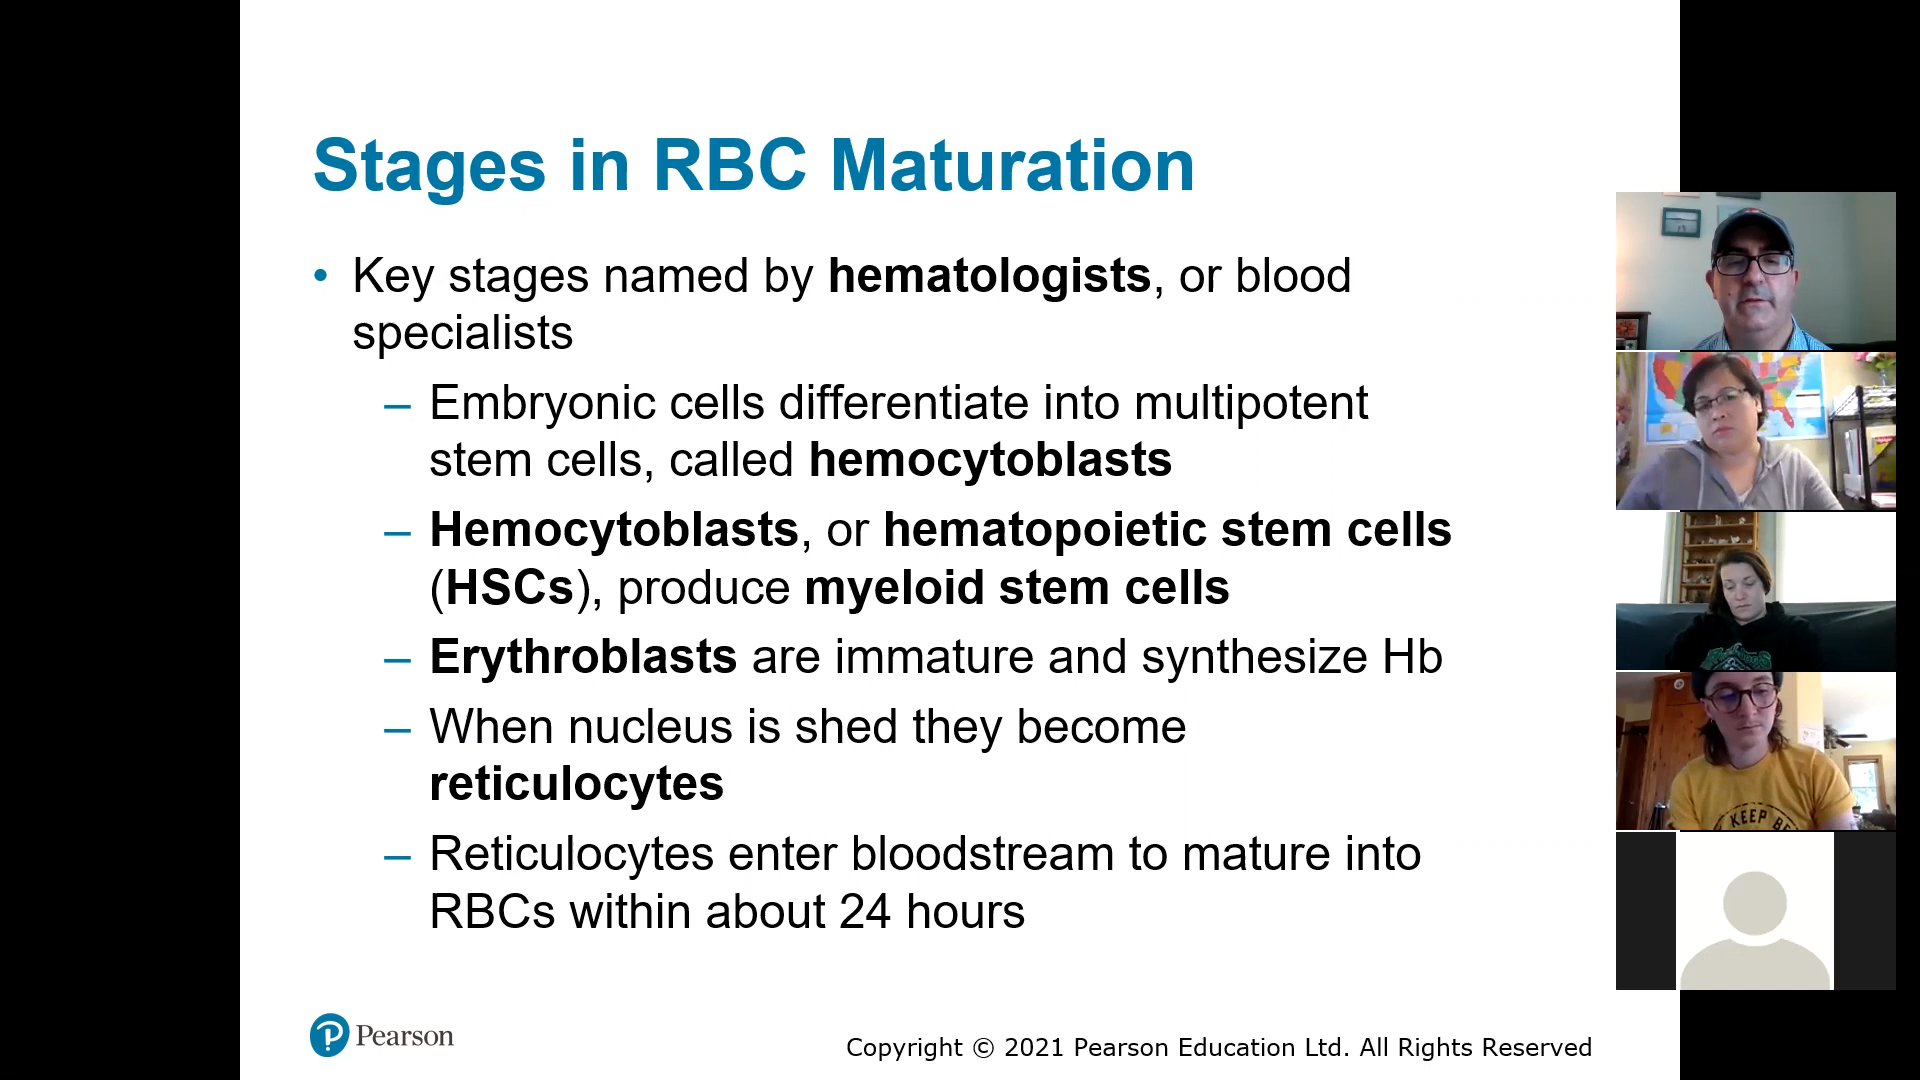 Stages in RBC Maturation
• Key stages named by hematologists, or blood
specialists
– Embryonic cells differentiate into multipotent
stem cells, called hemocytoblasts
– Hemocytoblasts, or hematopoietic stem cells
(HSCs), produce myeloid stem cells
– Erythroblasts are immature and synthesize Hb
– When nucleus is shed they become
reticulocytes
– Reticulocytes enter bloodstream to mature into
RBCs within about 24 hours
P Pearson
Copyright © 2021 Pearson Education Ltd. All Rights Reserved
KEEP